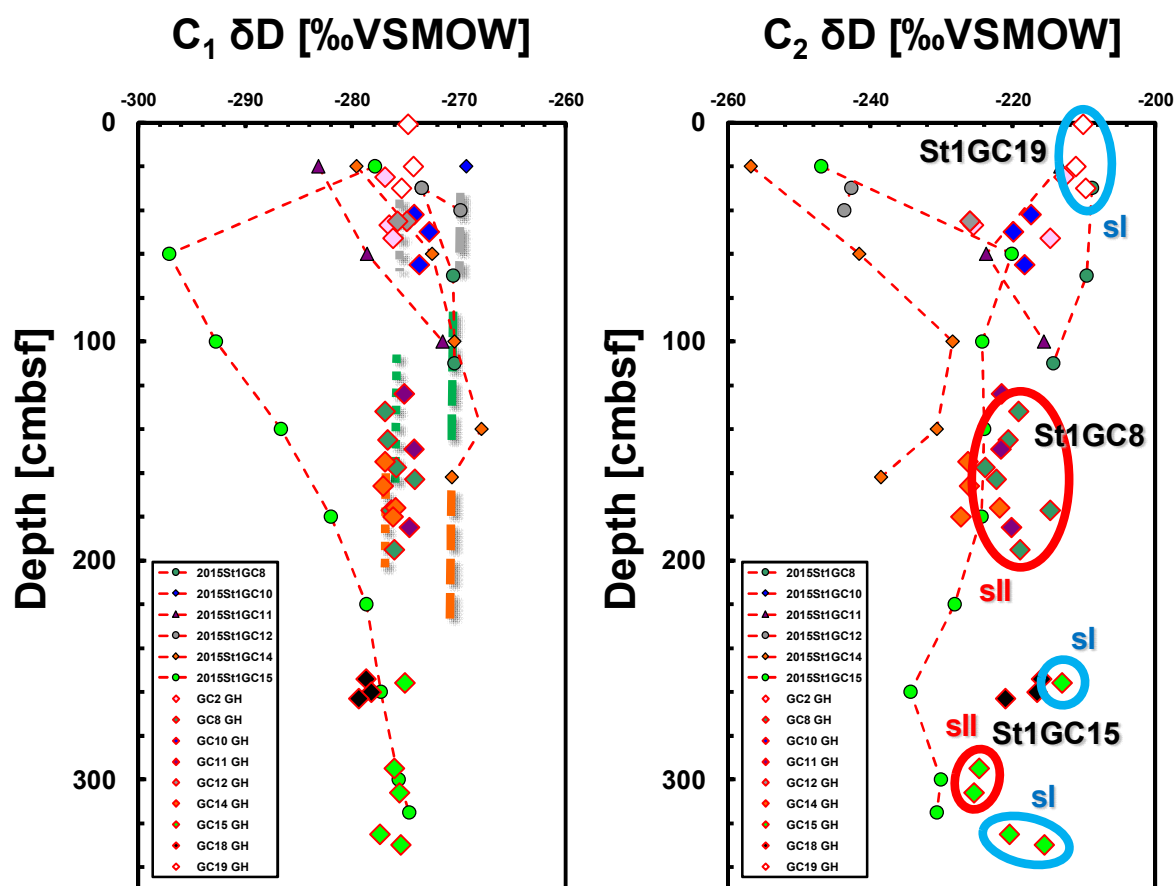 C1 δD [‰VSMOW]
-300 -290 -280 -270 -260
0
100
200
300
Depth [cmbsf]
2015St1GC8
2015St1GC10
2015St1GC11
2015St1GC12
2015St1GC14
2015St1GC15
GC2 GH
GC8 GH
GC10 GH
GC11 GH
GC12 GH
GC14 GH
GC15 GH
GC18 GH
GC19 GH
C2 δD [‰VSMOW]
-260 -240 -220 -200
0
100
200
300
Depth [cmbsf]
St1GC19
sI
St1GC8
sII
sI
St1GC15
sII
sI
2015St1GC8
2015St1GC10
2015St1GC11
2015St1GC12
2015St1GC14
2015St1GC15
GC2 GH
GC8 GH
GC10 GH
GC11 GH
GC12 GH
GC14 GH
GC15 GH
GC18 GH
GC19 GH